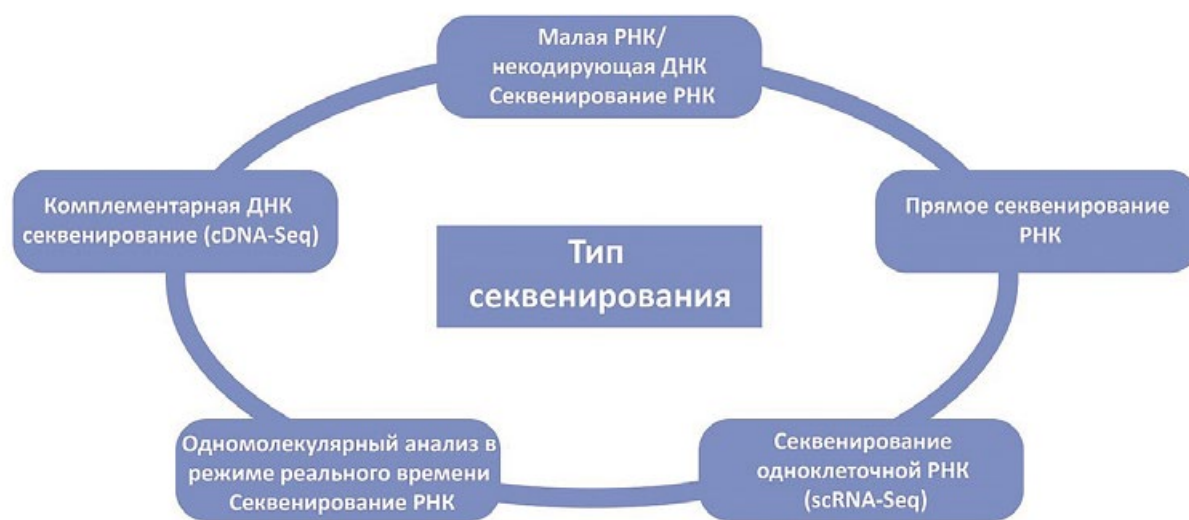 Малая РНК/
некодирующая ДНК
Секвенирование РНК
Комплементарная ДНК
секвенирование (cDNA-Seq)
Прямое секвенирование
РНК
Тип
секвенирования
Одномолекулярный анализ в
режиме реального времени
Секвенирование РНК
Секвенирование
одноклеточной РНК
(scRNA-Seq)